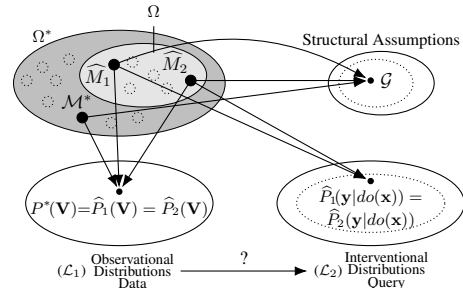 Ω
Ω*
Structural Assumptions
M̂₁
M̂₂
𝒢
ℳ*
P*(V)=P̂₁(V) = P̂₂(V)
P̂₁(y|do(x)) =
P̂₂(y|do(x))
(ℒ₁) Observational
Distributions
Data
?
(ℒ₂) Interventional
Distributions
Query